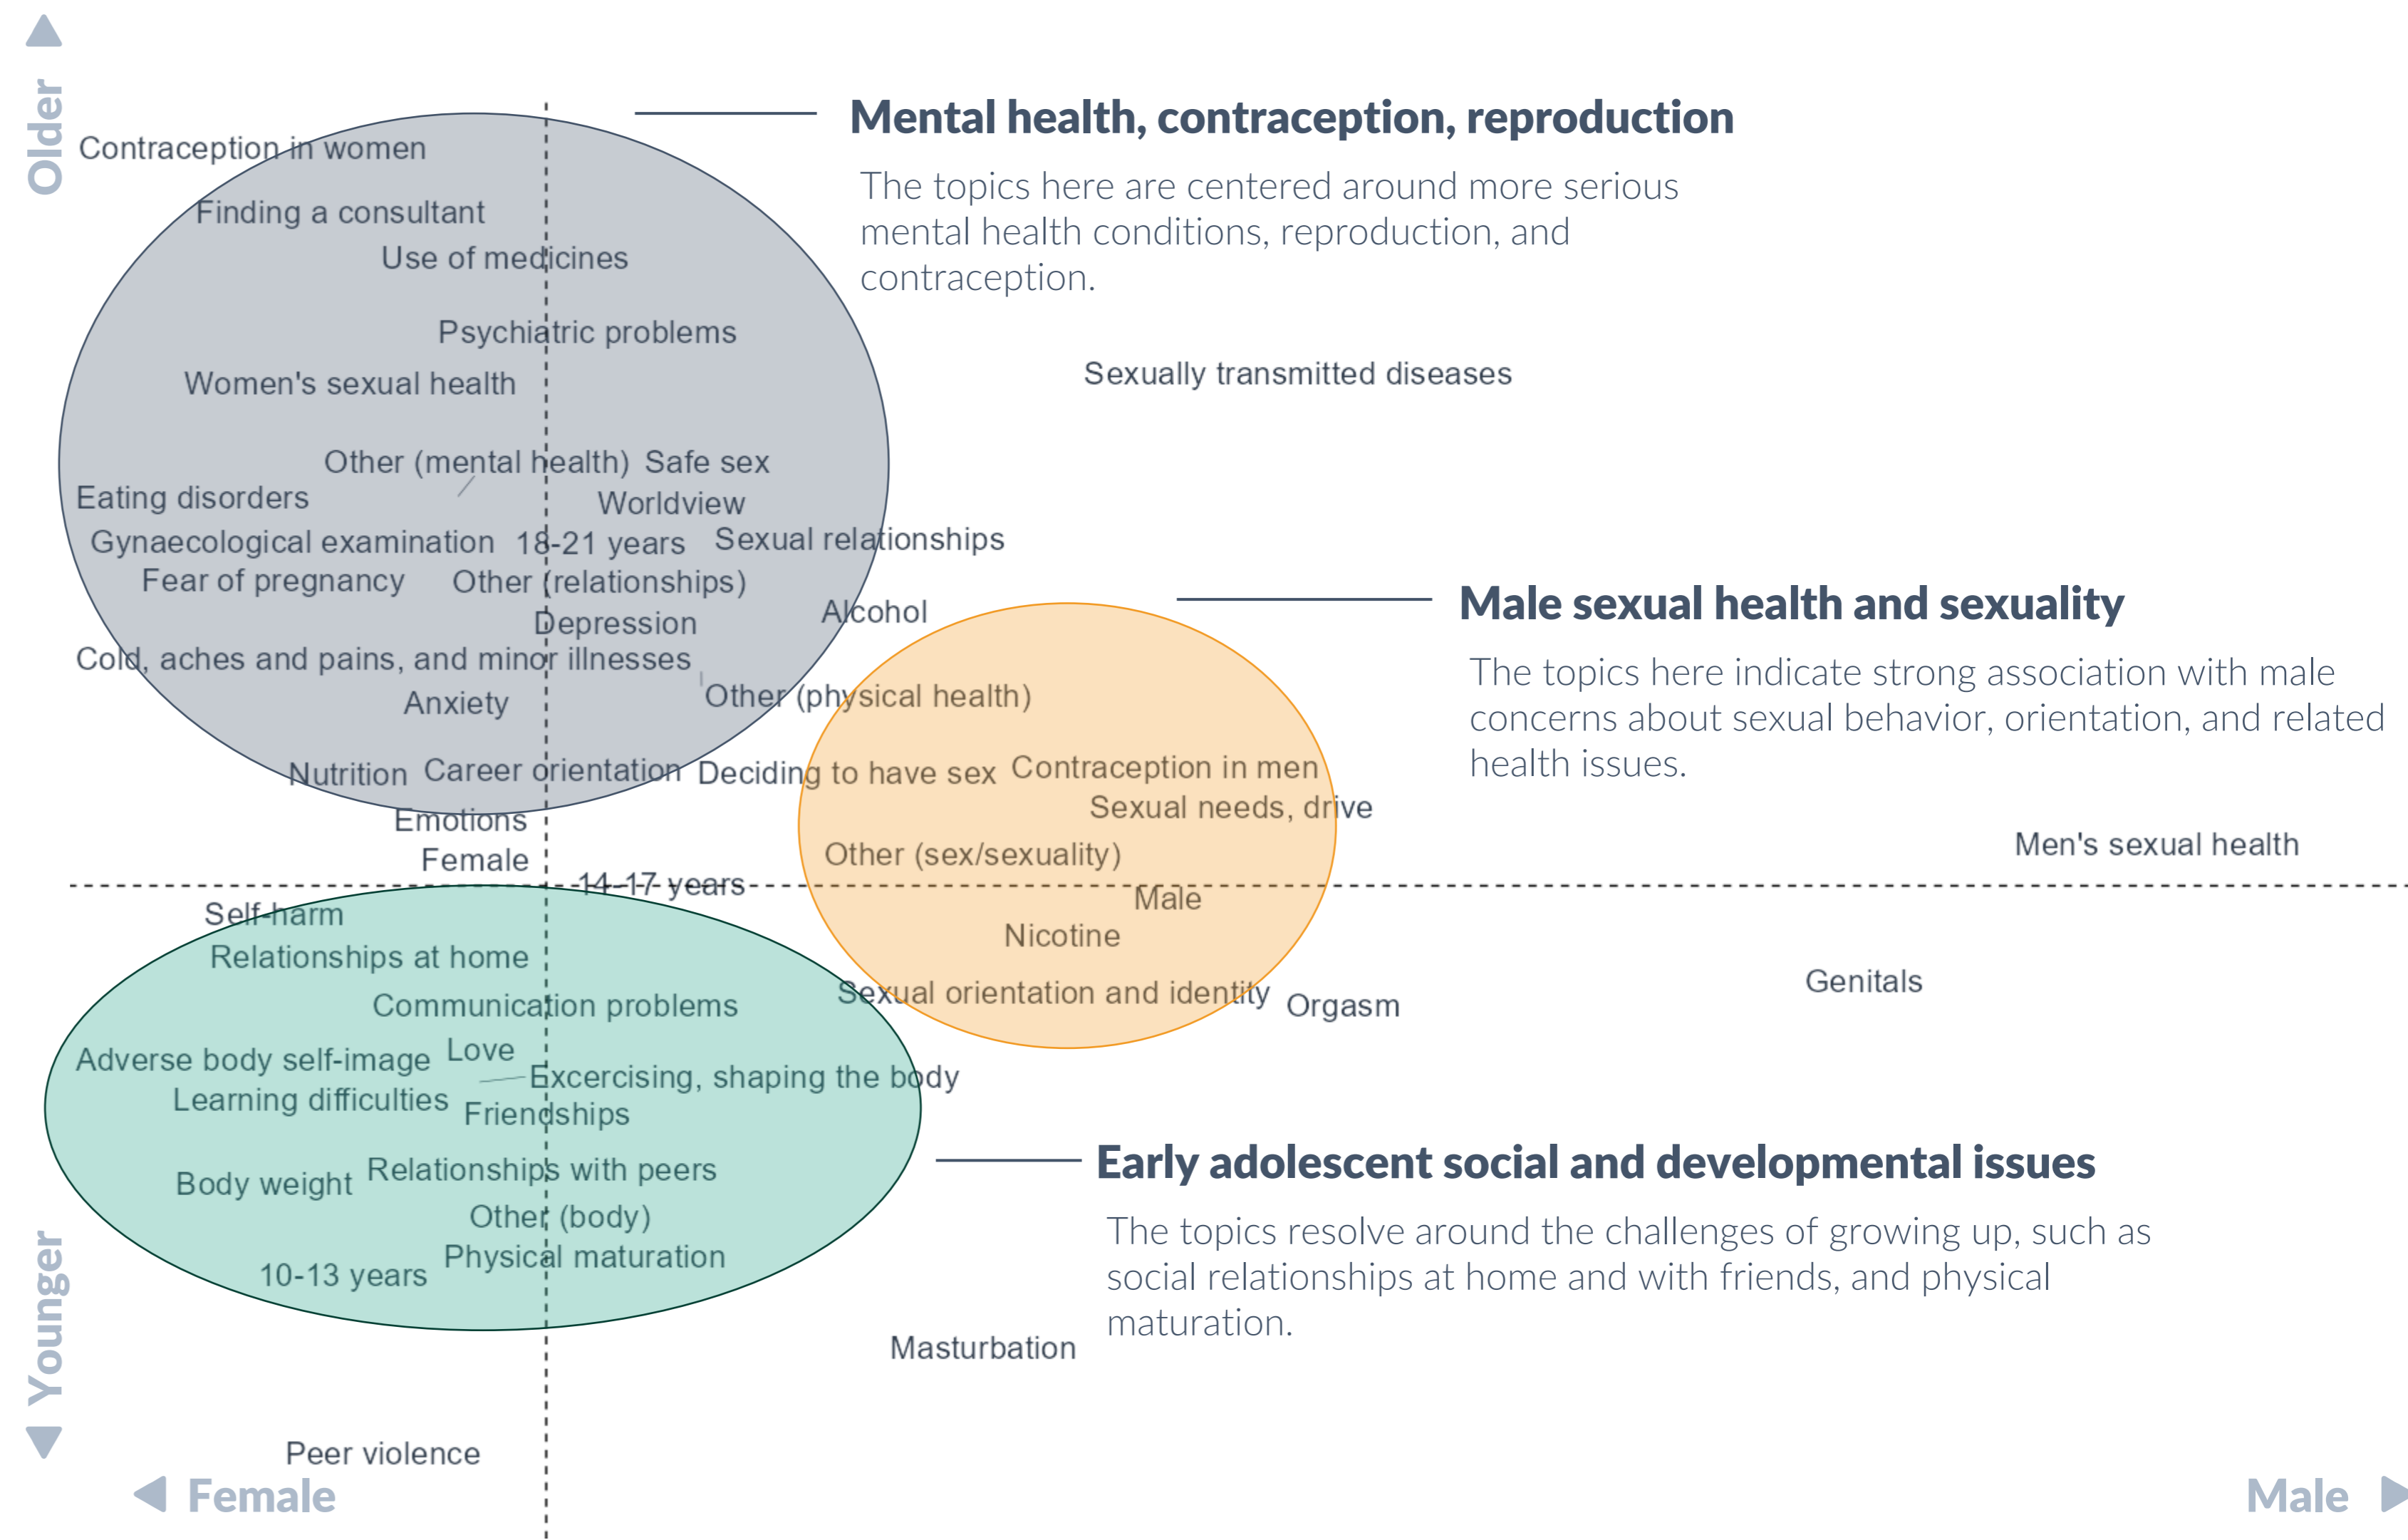 Older
Mental health, contraception, reproduction
The topics here are centered around more serious
mental health conditions, reproduction, and
contraception.
Contraception in women
Finding a consultant
Use of medicines
Psychiatric problems
Women's sexual health
Sexually transmitted diseases
Other (mental health)
Safe sex
Eating disorders
Worldview
Gynaecological examination
18-21 years
Sexual relationships
Fear of pregnancy
Other (relationships)
Depression
Alcohol
Cold, aches and pains, and minor illnesses
Anxiety
Other (physical health)
Nutrition
Career orientation
Deciding to have sex
Contraception in men
Sexual needs, drive
Emotions
Female
Other (sex/sexuality)
Men's sexual health
Male sexual health and sexuality
The topics here indicate strong association with male
concerns about sexual behavior, orientation, and related
health issues.
14-17 years
Male
Self-harm
Nicotine
Relationships at home
Genitals
Communication problems
Sexual orientation and identity
Orgasm
Adverse body self-image
Love
Excercising, shaping the body
Learning difficulties
Friendships
Body weight
Relationships with peers
Other (body)
Physical maturation
10-13 years
Early adolescent social and developmental issues
The topics resolve around the challenges of growing up, such as
social relationships at home and with friends, and physical
maturation.
Masturbation
Peer violence
Younger
Female
Male